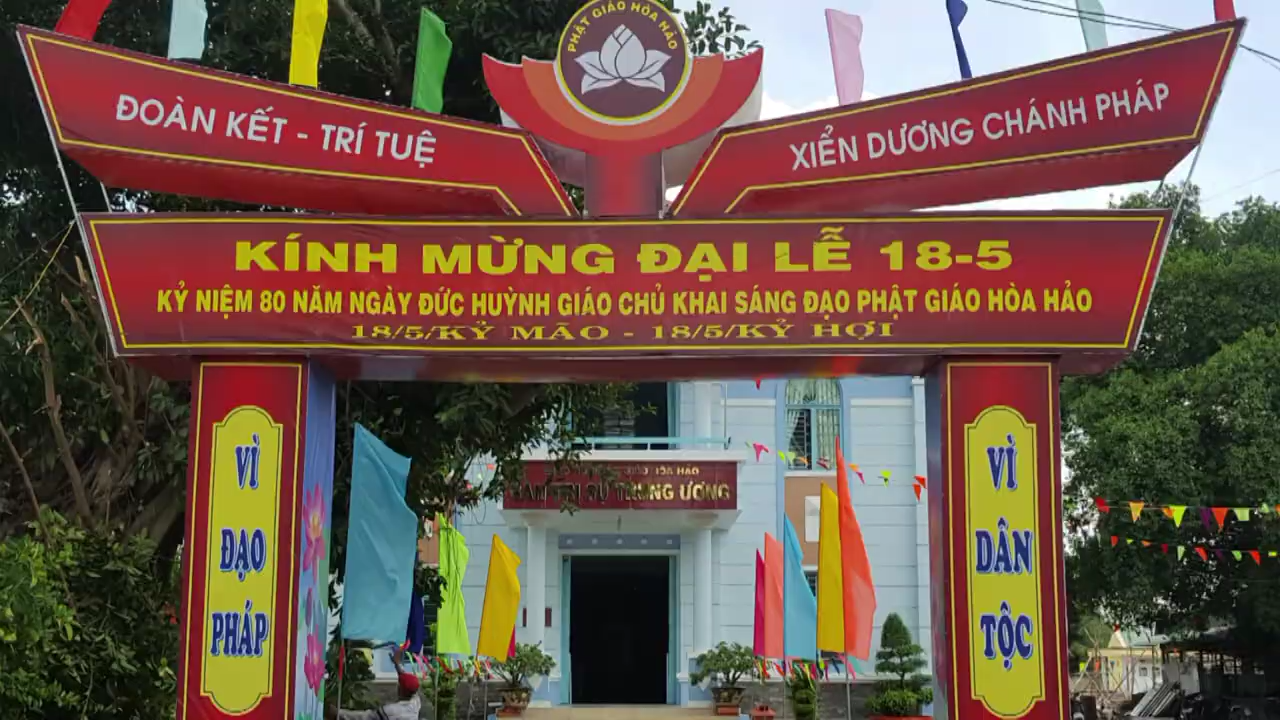 PHẬT GIÁO HÒA HẢO
ĐOÀN KẾT - TRÍ TUỆ
XIỂN DƯƠNG CHÁNH PHÁP
KÍNH MỪNG ĐẠI LỄ 18-5
KỶ NIỆM 80 NĂM NGÀY ĐỨC HUỲNH GIÁO CHỦ KHAI SÁNG ĐẠO PHẬT GIÁO HÒA HẢO
18/5/KỶ MÃO - 18/5/KỶ HỢI
VÌ
ĐẠO
PHÁP
VÌ
DÂN
TỘC
HÒA HẢO
TRUNG ƯƠNG